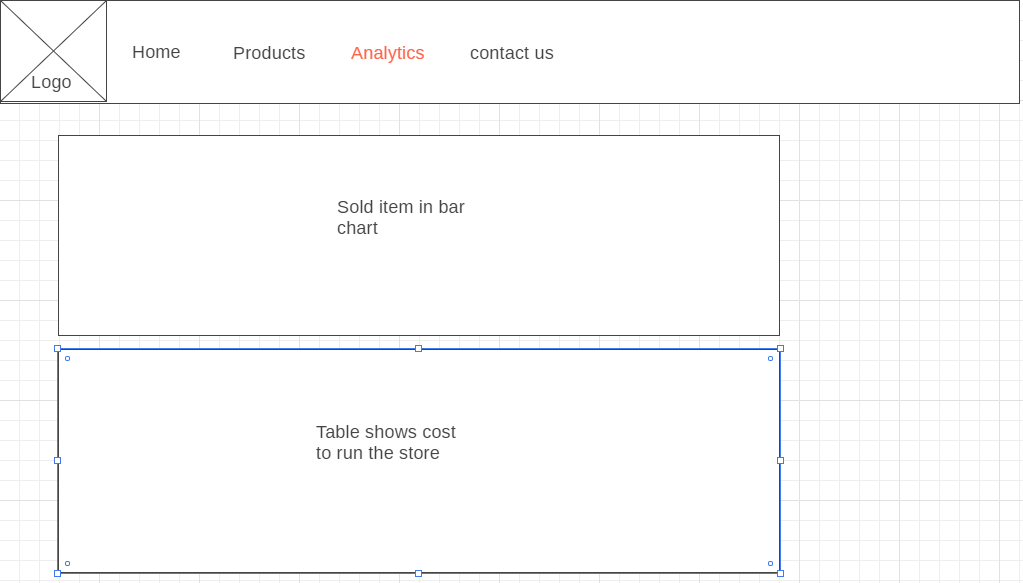 Home
Products
Analytics
contact us
Logo
Sold item in bar
chart
Table shows cost
to run the store